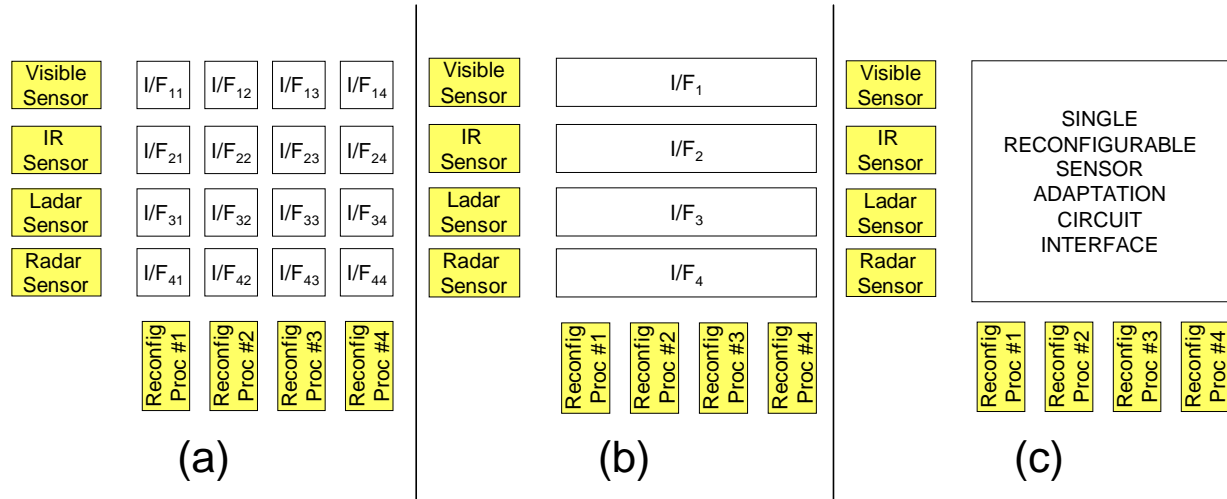 Visible
Sensor
I/F11
I/F12
I/F13
I/F14
IR
Sensor
I/F21
I/F22
I/F23
I/F24
Ladar
Sensor
I/F31
I/F32
I/F33
I/F34
Radar
Sensor
I/F41
I/F42
I/F43
I/F44
Reconfig
Proc #1
Reconfig
Proc #2
Reconfig
Proc #3
Reconfig
Proc #4
(a)
Visible
Sensor
I/F1
IR
Sensor
I/F2
Ladar
Sensor
I/F3
Radar
Sensor
I/F4
Reconfig
Proc #1
Reconfig
Proc #2
Reconfig
Proc #3
Reconfig
Proc #4
(b)
Visible
Sensor
IR
Sensor
Ladar
Sensor
Radar
Sensor
SINGLE
RECONFIGURABLE
SENSOR
ADAPTATION
CIRCUIT
INTERFACE
Reconfig
Proc #1
Reconfig
Proc #2
Reconfig
Proc #3
Reconfig
Proc #4
(c)